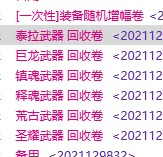 [一次性]装备随机增幅卷 <2
泰拉武器 回收卷 <202112
巨龙武器 回收卷 <202112
镇魂武器 回收卷 <202112
释魂武器 回收卷 <202112
荒古武器 回收卷 <202112
圣耀武器 回收卷 <202112
备甲 <2021129832>